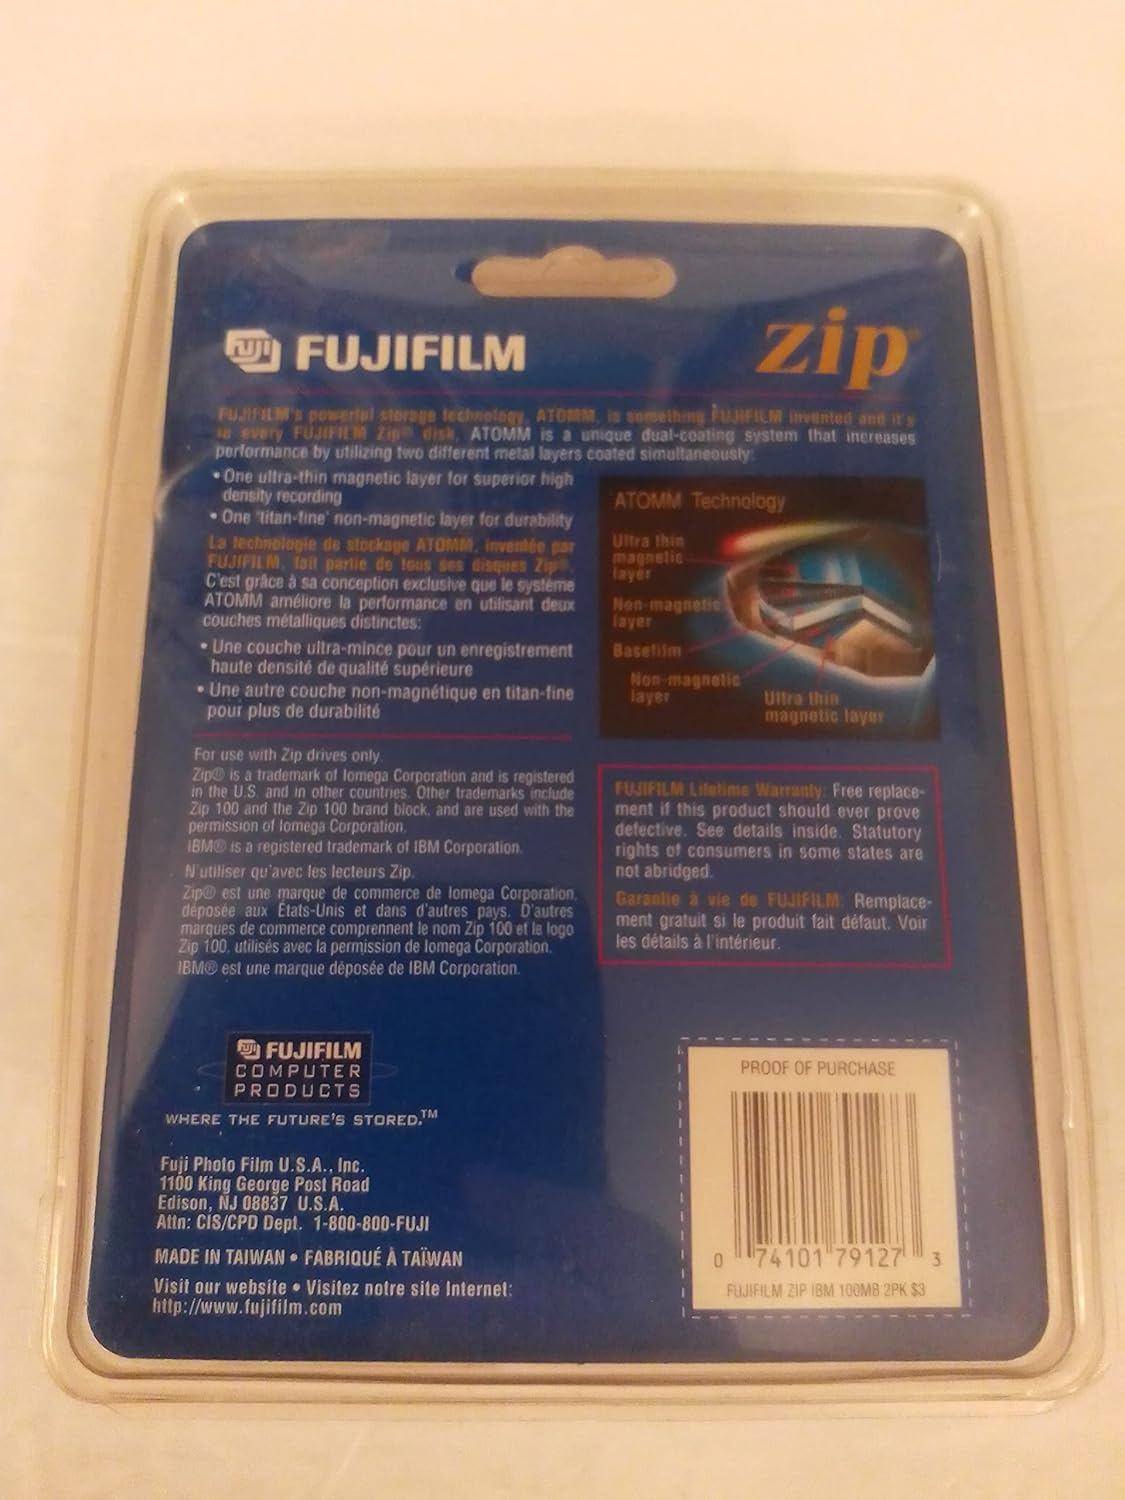 FUJI FUJIFILM
zip®
FUJIFILM's powerful storage technology, ATOMM, is something FUJIFILM invented and it's
in every FUJIFILM Zip® disk. ATOMM is a unique dual-coating system that increases
performance by utilizing two different metal layers coated simultaneously:
• One ultra-thin magnetic layer for superior high
density recording
• One 'titan-fine' non-magnetic layer for durability
La technologie de stockage ATOMM, inventée par
FUJIFILM, fait partie de tous ses disques Zip®.
C'est grâce à sa conception exclusive que le système
ATOMM améliore la performance en utilisant deux
couches métalliques distinctes:
• Une couche ultra-mince pour un enregistrement
haute densité de qualité supérieure
• Une autre couche non-magnétique en titan-fine
pour plus de durabilité
ATOMM Technology
Ultra thin
magnetic
layer
Non-magnetic
layer
Basefilm
Non-magnetic
layer
Ultra thin
magnetic layer
For use with Zip drives only.
Zip® is a trademark of Iomega Corporation and is registered
in the U.S. and in other countries. Other trademarks include
Zip 100 and the Zip 100 brand block, and are used with the
permission of Iomega Corporation.
IBM® is a registered trademark of IBM Corporation.
N'utiliser qu'avec les lecteurs Zip.
Zip® est une marque de commerce de Iomega Corporation,
déposée aux États-Unis et dans d'autres pays. D'autres
marques de commerce comprennent le nom Zip 100 et le logo
Zip 100, utilisés avec la permission de Iomega Corporation.
IBM® est une marque déposée de IBM Corporation.
FUJIFILM Lifetime Warranty: Free replace-
ment if this product should ever prove
defective. See details inside. Statutory
rights of consumers in some states are
not abridged.
Garantie à vie de FUJIFILM: Remplace-
ment gratuit si le produit fait défaut. Voir
les détails à l'intérieur.
FUJI FUJIFILM
COMPUTER
PRODUCTS
WHERE THE FUTURE'S STORED.™
Fuji Photo Film U.S.A., Inc.
1100 King George Post Road
Edison, NJ 08837 U.S.A.
Attn: CIS/CPD Dept. 1-800-800-FUJI
MADE IN TAIWAN • FABRIQUÉ À TAÏWAN
Visit our website • Visitez notre site Internet:
http://www.fujifilm.com
PROOF OF PURCHASE
0 74101 79127 3
FUJIFILM ZIP IBM 100MB 2PK $3